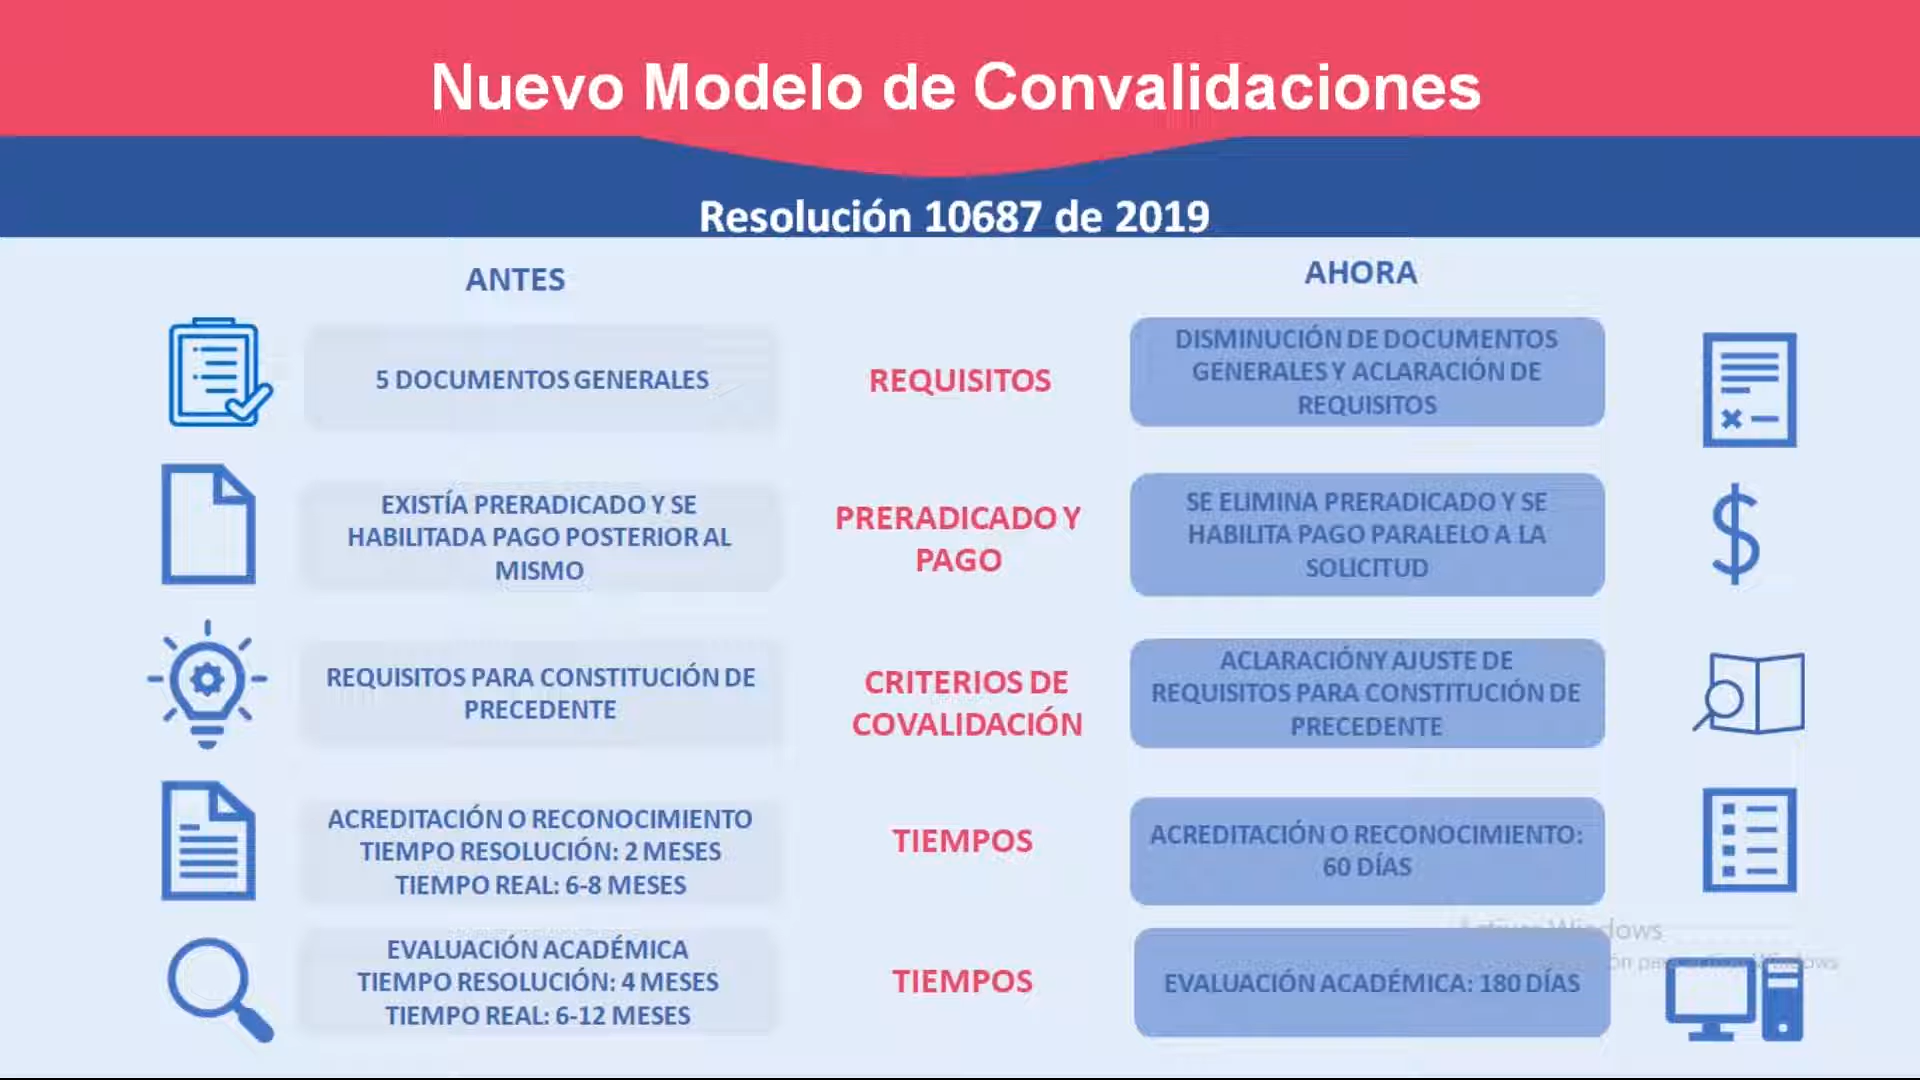 Nuevo Modelo de Convalidaciones
Resolución 10687 de 2019
ANTES
AHORA
5 DOCUMENTOS GENERALES
REQUISITOS
DISMINUCIÓN DE DOCUMENTOS
GENERALES Y ACLARACIÓN DE
REQUISITOS
EXISTÍA PRERADICADO Y SE
HABILITADA PAGO POSTERIOR AL
MISMO
PRERADICADO Y
PAGO
SE ELIMINA PRERADICADO Y SE
HABILITA PAGO PARALELO A LA
SOLICITUD
REQUISITOS PARA CONSTITUCIÓN DE
PRECEDENTE
CRITERIOS DE
COVALIDACIÓN
ACLARACIÓNY AJUSTE DE
REQUISITOS PARA CONSTITUCIÓN DE
PRECEDENTE
ACREDITACIÓN O RECONOCIMIENTO
TIEMPO RESOLUCIÓN: 2 MESES
TIEMPO REAL: 6-8 MESES
TIEMPOS
ACREDITACIÓN O RECONOCIMIENTO:
60 DÍAS
EVALUACIÓN ACADÉMICA
TIEMPO RESOLUCIÓN: 4 MESES
TIEMPO REAL: 6-12 MESES
TIEMPOS
EVALUACIÓN ACADÉMICA: 180 DÍAS
Windows